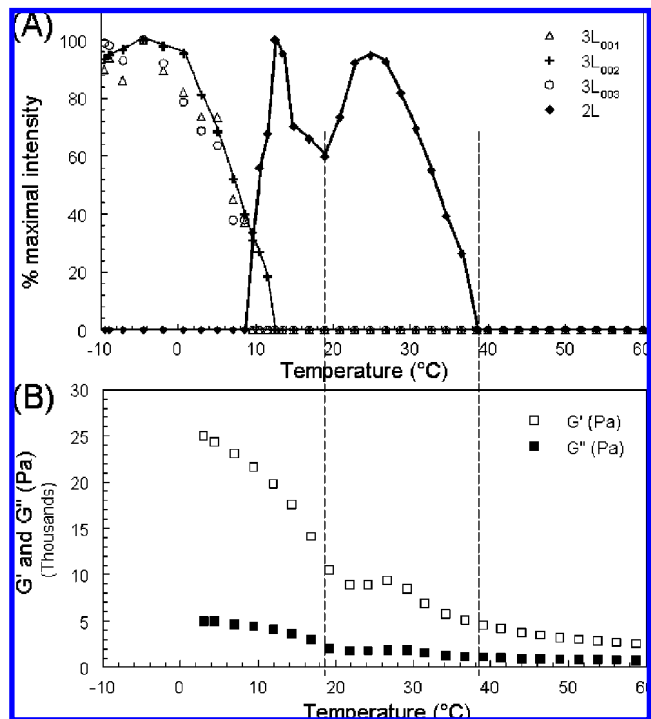 (A)
100
80
60
40
20
0
% maximal intensity
3L001
3L002
3L003
2L
-10 0 10 20 30 40 50 60
Temperature (°C)
(B)
30
25
20
15
10
5
0
G' and G'' (Pa)
(Thousands)
G' (Pa)
G'' (Pa)
-10 0 10 20 30 40 50 60
Temperature (°C)